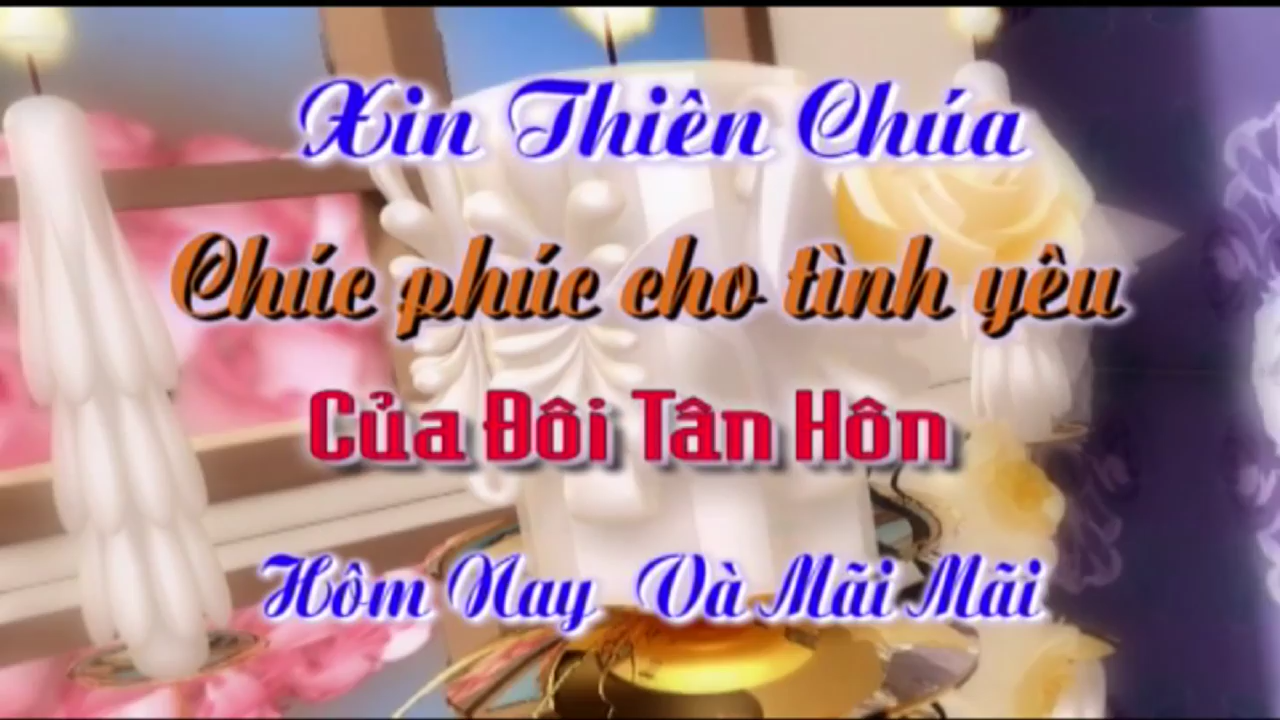 Xin Thiên Chúa
Chúc phúc cho tình yêu
Của Đôi Tân Hôn
Hôm Nay Và Mãi Mãi